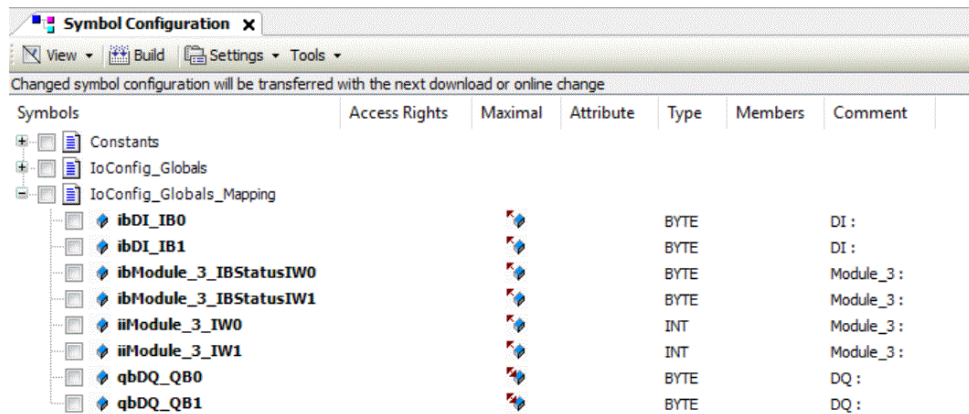 Symbol Configuration X
View Build Settings Tools
Changed symbol configuration will be transferred with the next download or online change
Symbols Access Rights Maximal Attribute Type Members Comment
Constants
IoConfig_Globals
IoConfig_Globals_Mapping
ibDI_IB0 BYTE DI :
ibDI_IB1 BYTE DI :
ibModule_3_IBStatusIW0 BYTE Module_3 :
ibModule_3_IBStatusIW1 BYTE Module_3 :
iiModule_3_IW0 INT Module_3 :
iiModule_3_IW1 INT Module_3 :
qbDQ_QB0 BYTE DQ :
qbDQ_QB1 BYTE DQ :